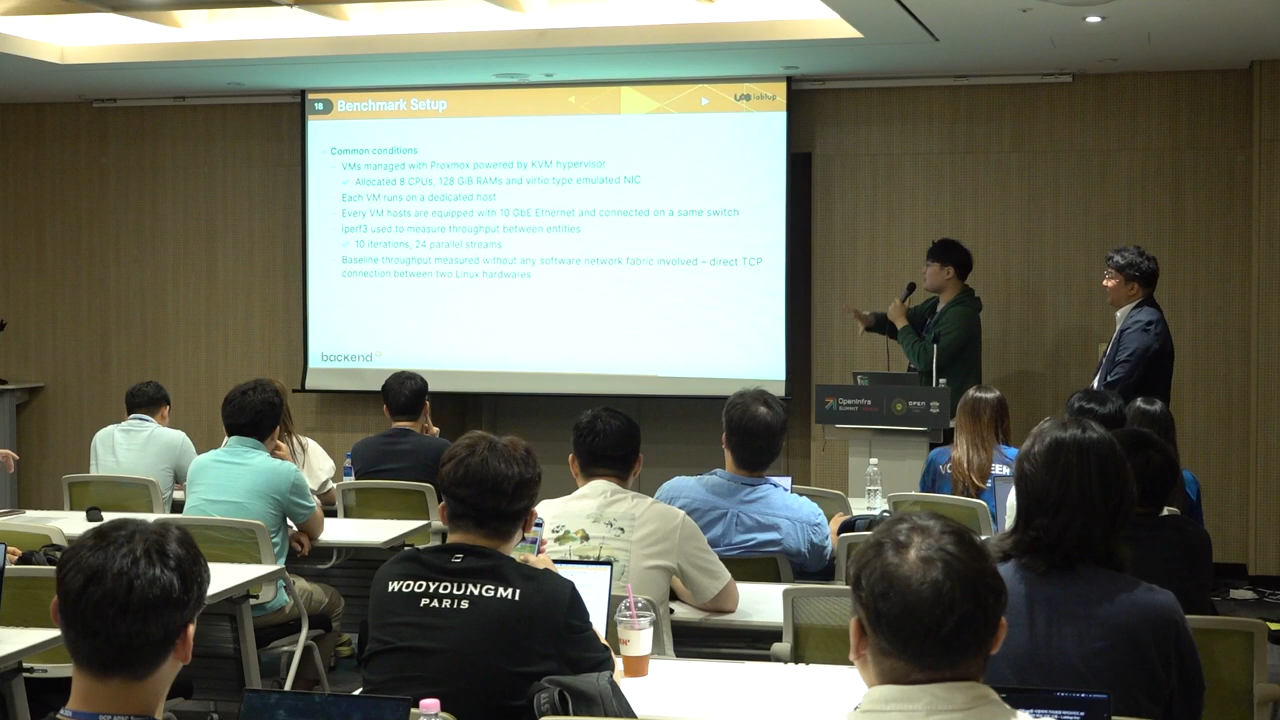 18 Benchmark Setup
lablup
Common conditions
VMs managed with Proxmox powered by KVM hypervisor
Allocated 8 CPUs, 128 GiB RAMs and virtio type emulated NIC
Each VM runs on a dedicated host
Every VM hosts are equipped with 10 GbE Ethernet and connected on a same switch
iperf3 used to measure throughput between entities
10 iterations, 24 parallel streams
Baseline throughput measured without any software network fabric involved – direct TCP
connection between two Linux hardwares
backend
OpenInfra
SUMMIT
OPEN
WOOYOUNGMI
PARIS